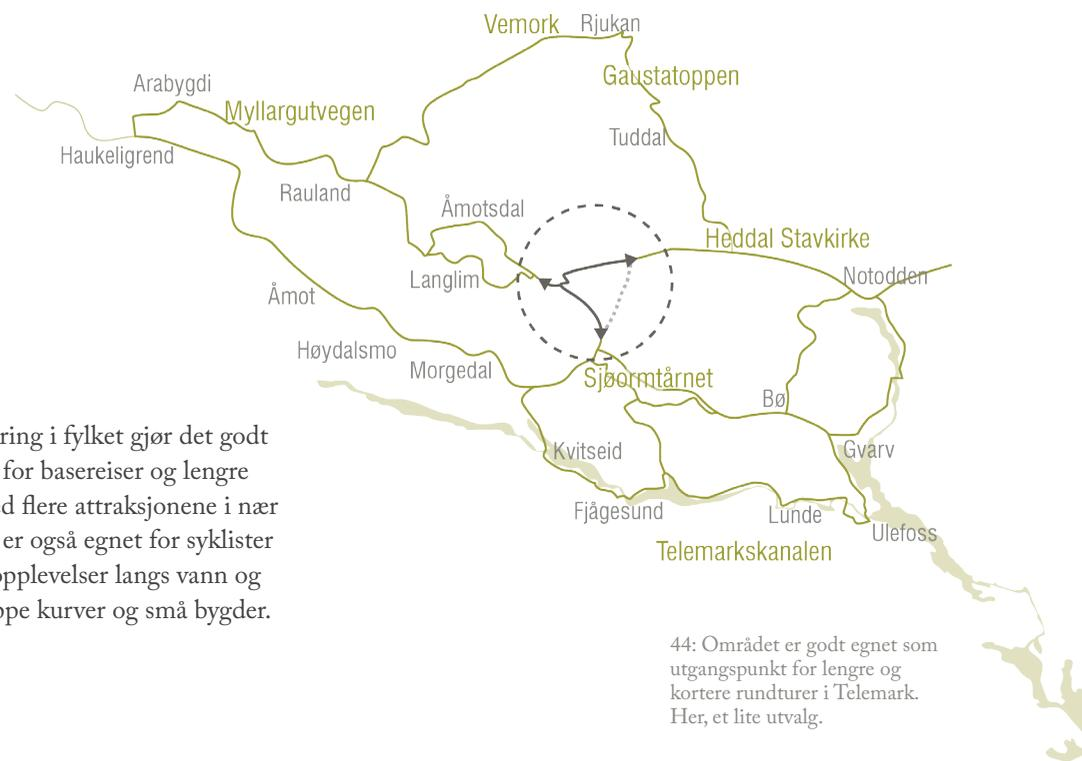 Vemork
Rjukan
Gaustatoppen
Arabygdi
Myllargutvegen
Tuddal
Haukeligrend
Rauland
Åmotsdal
Heddal Stavkirke
Langlim
Notodden
Åmot
Høydalsmo
Morgedal
Sjøormtårnet
Bø
Kvitseid
Gvarv
Fjågesund
Lunde
Ulefoss
Telemarkskanalen
ring i fylket gjør det godt
for basereiser og lengre
d flere attraksjonene i nær
er også egnet for syklister
opplevelser langs vann og
ppe kurver og små bygder.
44: Området er godt egnet som
utgangspunkt for lengre og
kortere rundturer i Telemark.
Her, et lite utvalg.